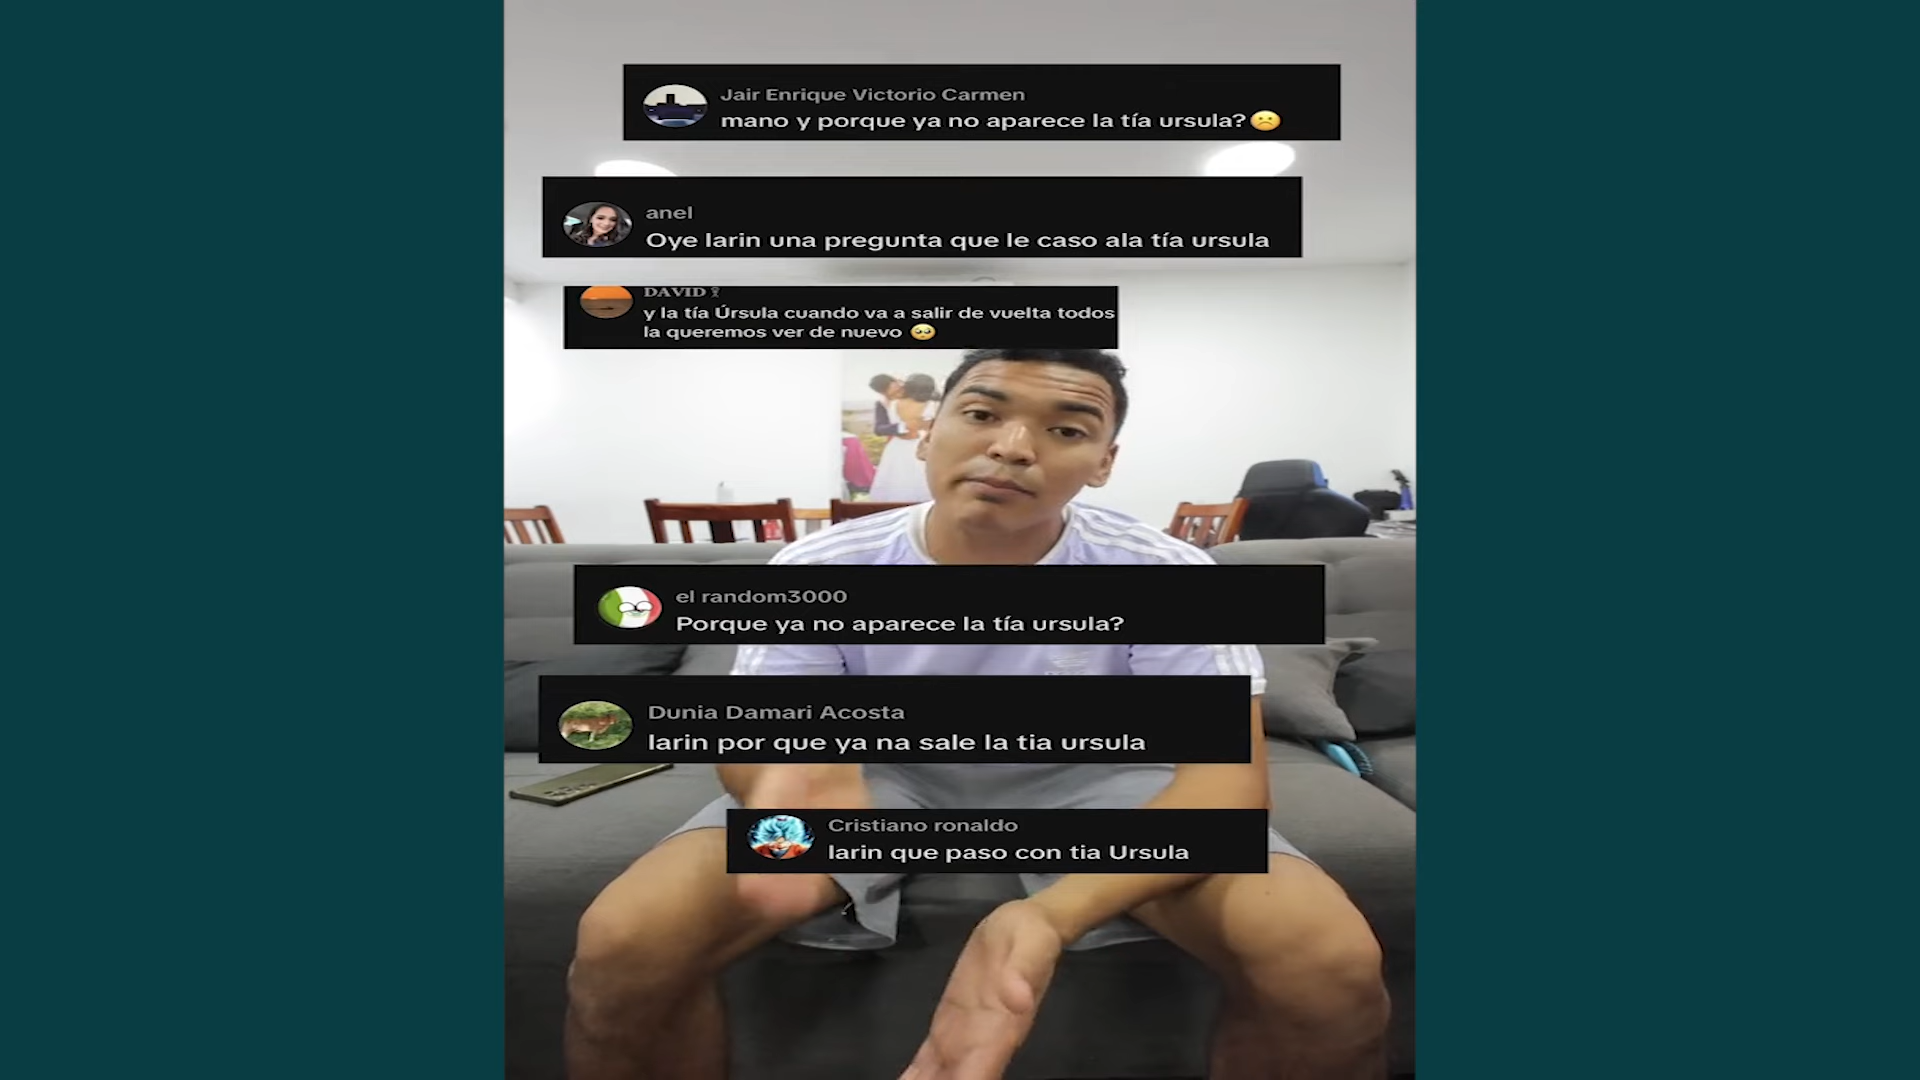 Jair Enrique Victorio Carmen
mano y porque ya no aparece la tía ursula?☹️
anel
Oye larin una pregunta que le caso ala tía ursula
DAVID
y la tía Úrsula cuando va a salir de vuelta todos
la queremos ver de nuevo 🥺
el random3000
Porque ya no aparece la tía ursula?
Dunia Damari Acosta
larin por que ya na sale la tia ursula
Cristiano ronaldo
larin que paso con tia Ursula